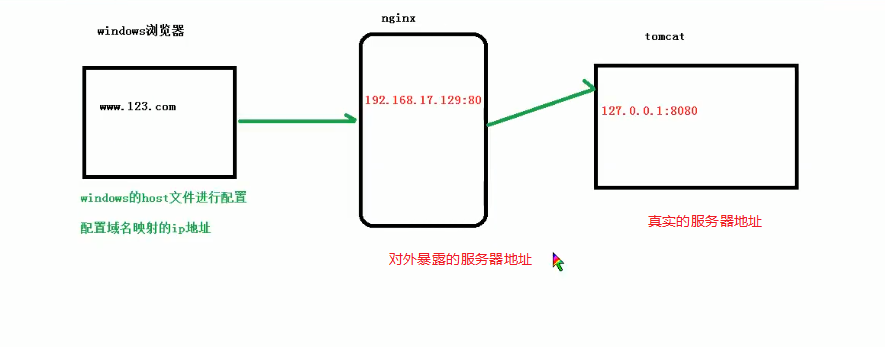 windows浏览器
nginx
tomcat
www.123.com
192.168.17.129:80
127.0.0.1:8080
windows的host文件进行配置
配置域名映射的ip地址
对外暴露的服务器地址
真实的服务器地址